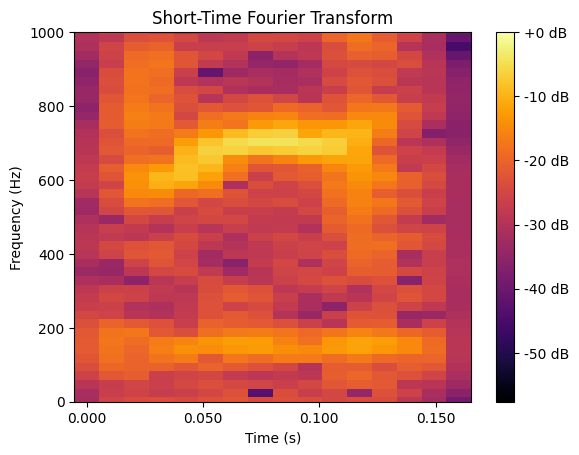 Short-Time Fourier Transform
1000
800
600
400
200
0
Frequency (Hz)
0.000
0.050
0.100
0.150
Time (s)
+0 dB
-10 dB
-20 dB
-30 dB
-40 dB
-50 dB